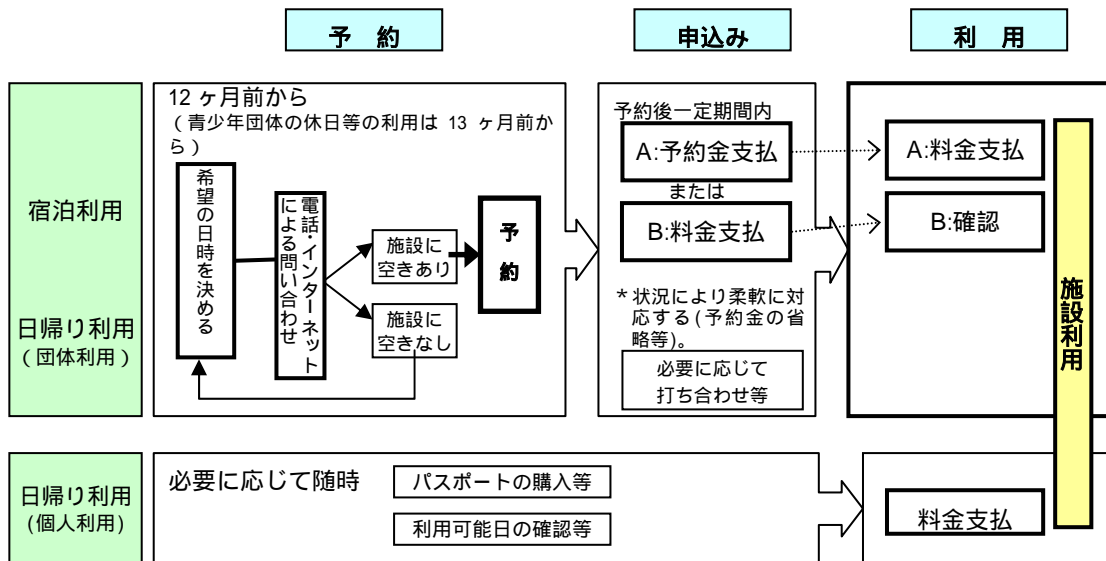 予 約
申込み
利 用
宿泊利用
日帰り利用
（団体利用）
12 ヶ月前から
（青少年団体の休日等の利用は 13 ヶ月前か
ら）
希望の日時を決める
電話・インターネット
による問い合わせ
施設に
空きあり
施設に
空きなし
予
約
予約後一定期間内
A:予約金支払
または
B:料金支払
*状況により柔軟に対
応する(予約金の省
略等)。
必要に応じて
打ち合わせ等
A:料金支払
B:確認
施設利用
日帰り利用
(個人利用)
必要に応じて随時
パスポートの購入等
利用可能日の確認等
料金支払